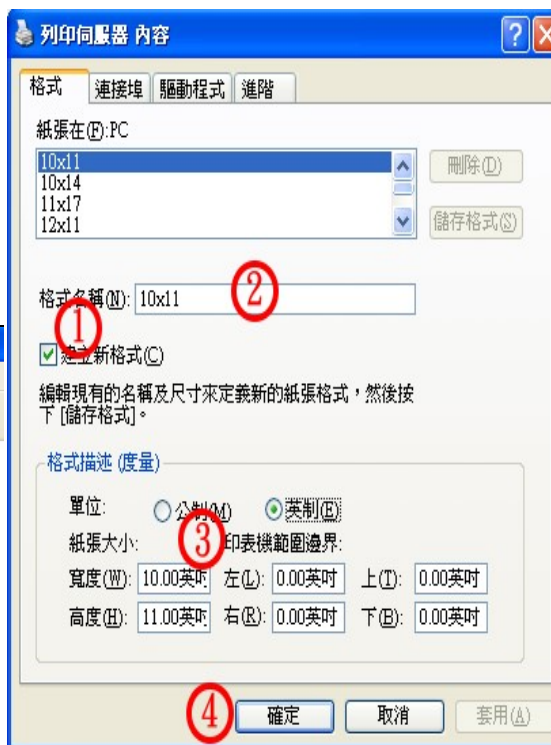 列印伺服器 內容
格式 連接埠 驅動程式 進階
紙張在(F):PC
10x11
10x14
11x17
12x11
刪除(D)
儲存格式(S)
格式名稱(N): 10x11
②
①
建立新格式(C)
編輯現有的名稱及尺寸來定義新的紙張格式，然後按
下 [儲存格式]。
格式描述 (度量)
單位: 公制(M) 英制(E)
紙張大小: ③ 印表機範圍邊界:
寬度(W): 10.00英吋 左(L): 0.00英吋 上(T): 0.00英吋
高度(H): 11.00英吋 右(R): 0.00英吋 下(B): 0.00英吋
④ 確定 取消 套用(A)